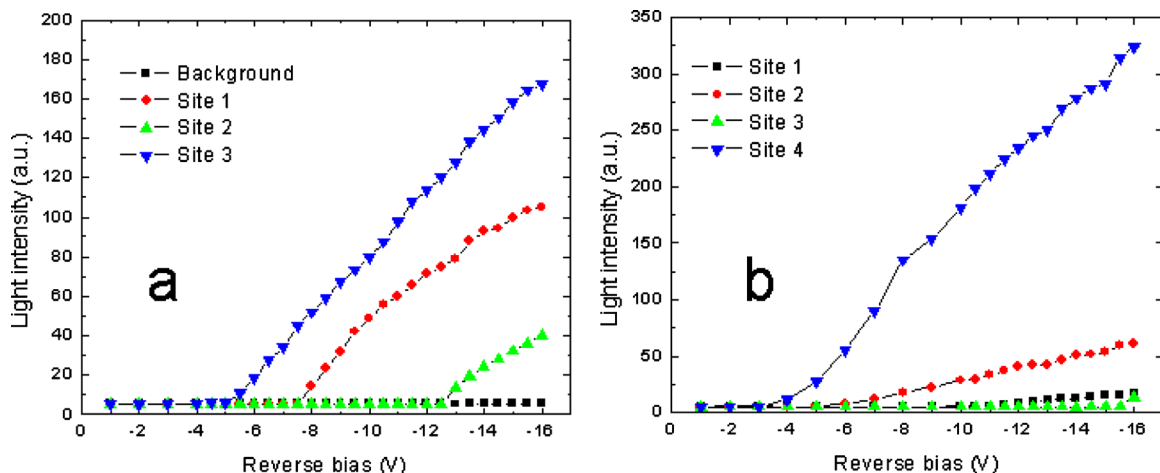 200
180
160
140
120
100
80
60
40
20
0
Light intensity (a.u.)
Background
Site 1
Site 2
Site 3
a
0 -2 -4 -6 -8 -10 -12 -14 -16
Reverse bias (V)
350
300
250
200
150
100
50
0
Light intensity (a.u.)
Site 1
Site 2
Site 3
Site 4
b
0 -2 -4 -6 -8 -10 -12 -14 -16
Reverse bias (V)